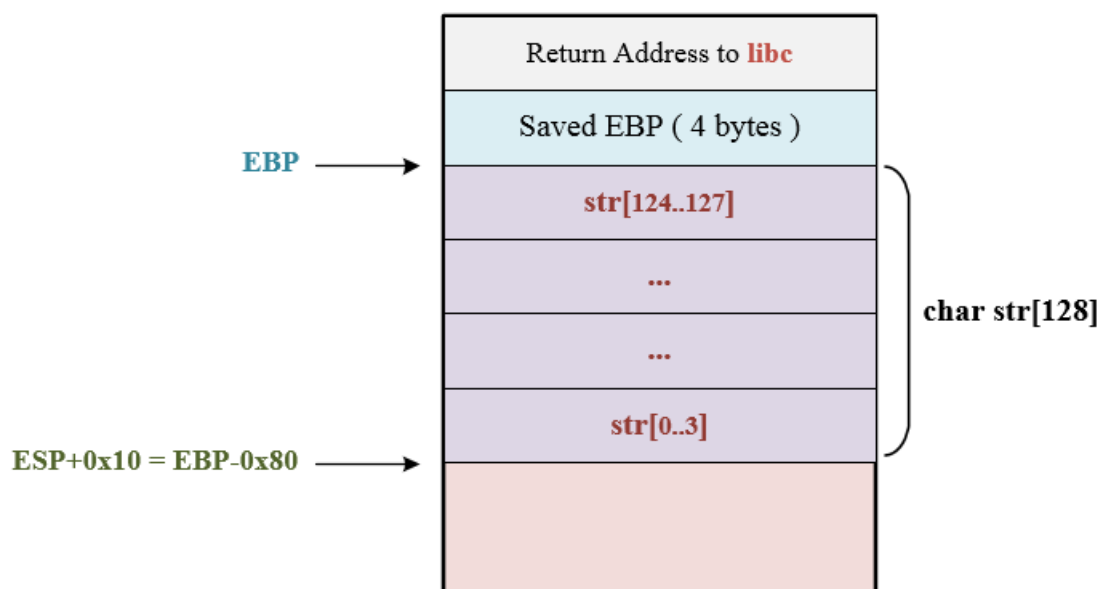 Return Address to libc
Saved EBP ( 4 bytes )
EBP
str[124..127]
...
char str[128]
...
str[0..3]
ESP+0x10 = EBP-0x80